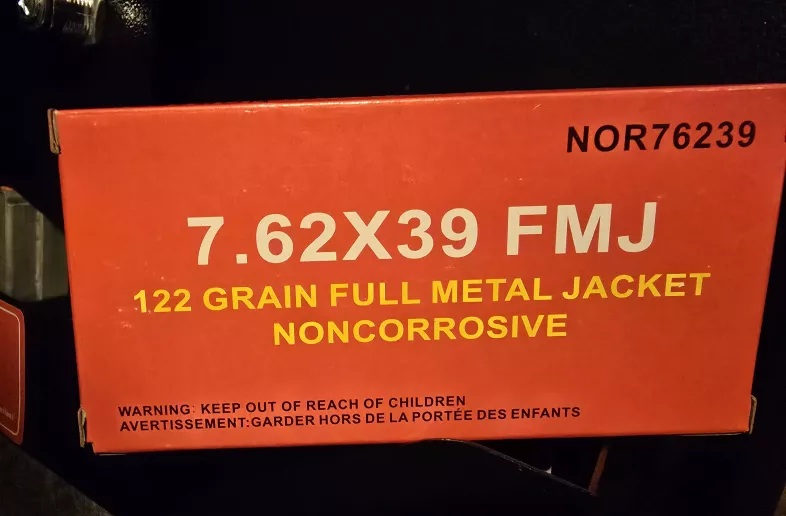 NOR76239
7.62X39 FMJ
122 GRAIN FULL METAL JACKET
NONCORROSIVE
WARNING: KEEP OUT OF REACH OF CHILDREN
AVERTISSEMENT:GARDER HORS DE LA PORTÉE DES ENFANTS